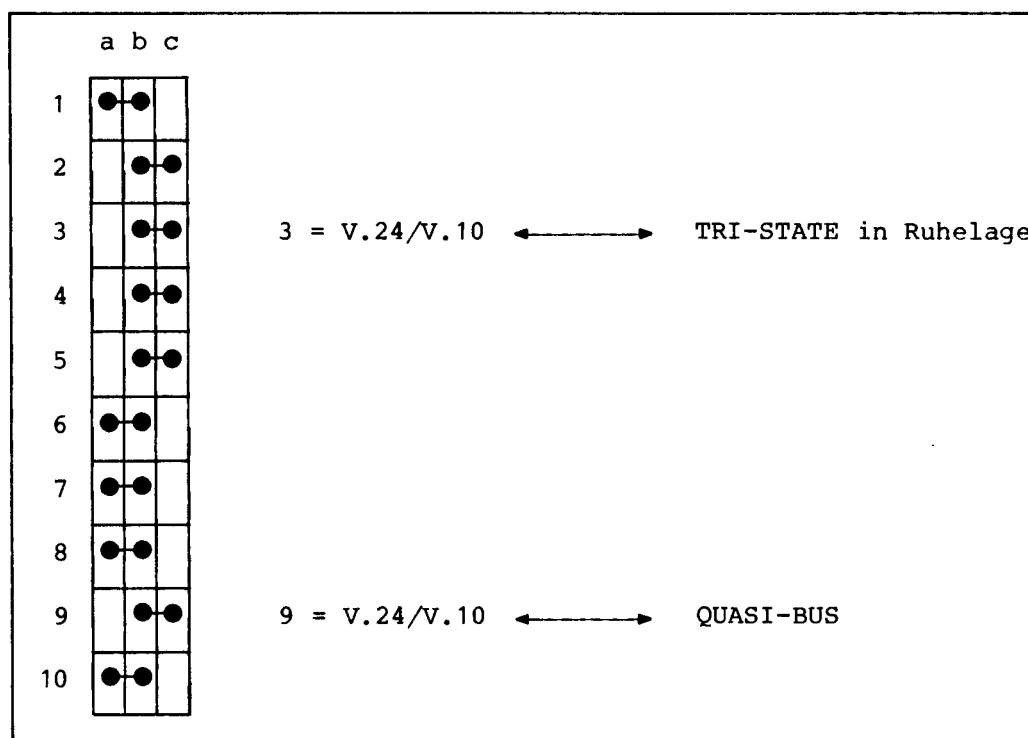 a b c
1
2
3 3 = V.24/V.10 TRI-STATE in Ruhelage
4
5
6
7
8
9 9 = V.24/V.10 QUASI-BUS
10